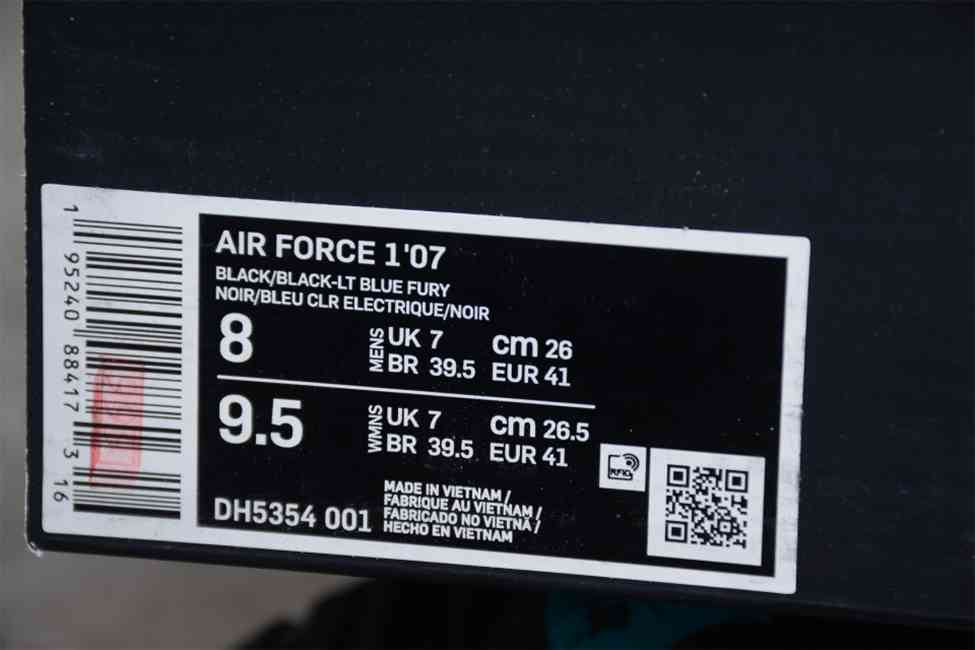 AIR FORCE 1'07
BLACK/BLACK-LT BLUE FURY
NOIR/BLEU CLR ELECTRIQUE/NOIR
8 MENS UK 7 cm 26
BR 39.5 EUR 41
9.5 WMNS UK 7 cm 26.5
BR 39.5 EUR 41
RFID
DH5354 001
MADE IN VIETNAM /
FABRIQUE AU VIETNAM /
FABRICADO NO VIETNÃ /
HECHO EN VIETNAM
1 95240 88417 3 16